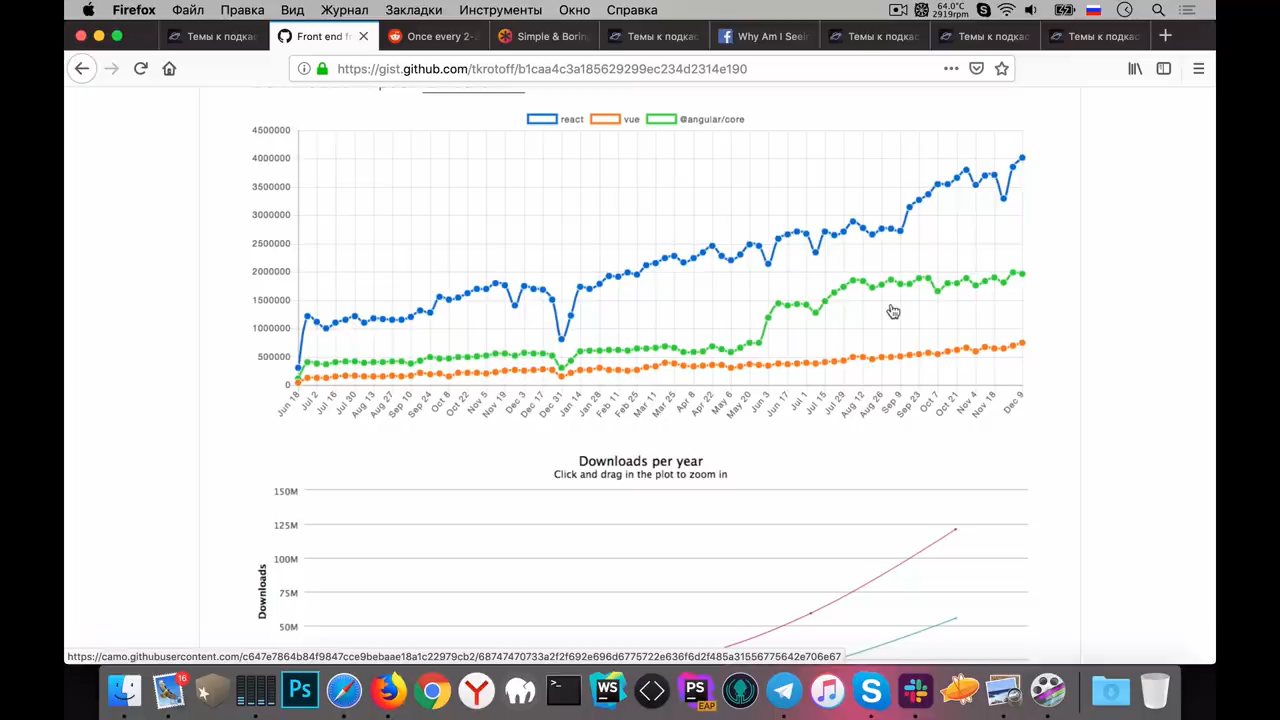 Firefox Файл Правка Вид Журнал Закладки Инструменты Окно Справка 64.0°C 2919rpm
Темы к подкас Front end fr Once every 2-3 Simple & Boring Темы к подкас Why Am I Seein Темы к подкас Темы к подкас Темы к подкас
https://gist.github.com/tkrotoff/b1caa4c3a185629299ec234d2314e190
react vue @angular/core
4500000
4000000
3500000
3000000
2500000
2000000
1500000
1000000
500000
0
Jun 18 Jul 2 Jul 16 Jul 30 Aug 13 Aug 27 Sep 10 Sep 24 Oct 8 Oct 22 Nov 5 Nov 19 Dec 3 Dec 17 Dec 31 Jan 14 Jan 28 Feb 11 Feb 25 Mar 11 Mar 25 Apr 8 Apr 22 May 6 May 20 Jun 3 Jun 17 Jul 1 Jul 15 Jul 29 Aug 12 Aug 26 Sep 9 Sep 23 Oct 7 Oct 21 Nov 4 Nov 18 Dec 9
Downloads per year
Click and drag in the plot to zoom in
150M
125M
100M
75M
50M
Downloads
https://camo.githubusercontent.com/c647e7864b84f9847cce9bebaae18a1c22979cb2/68747470733a2f2f692e696d6775722e636f6d2f485a31556775642e706e67
16
Ps
WS
PS
EAP